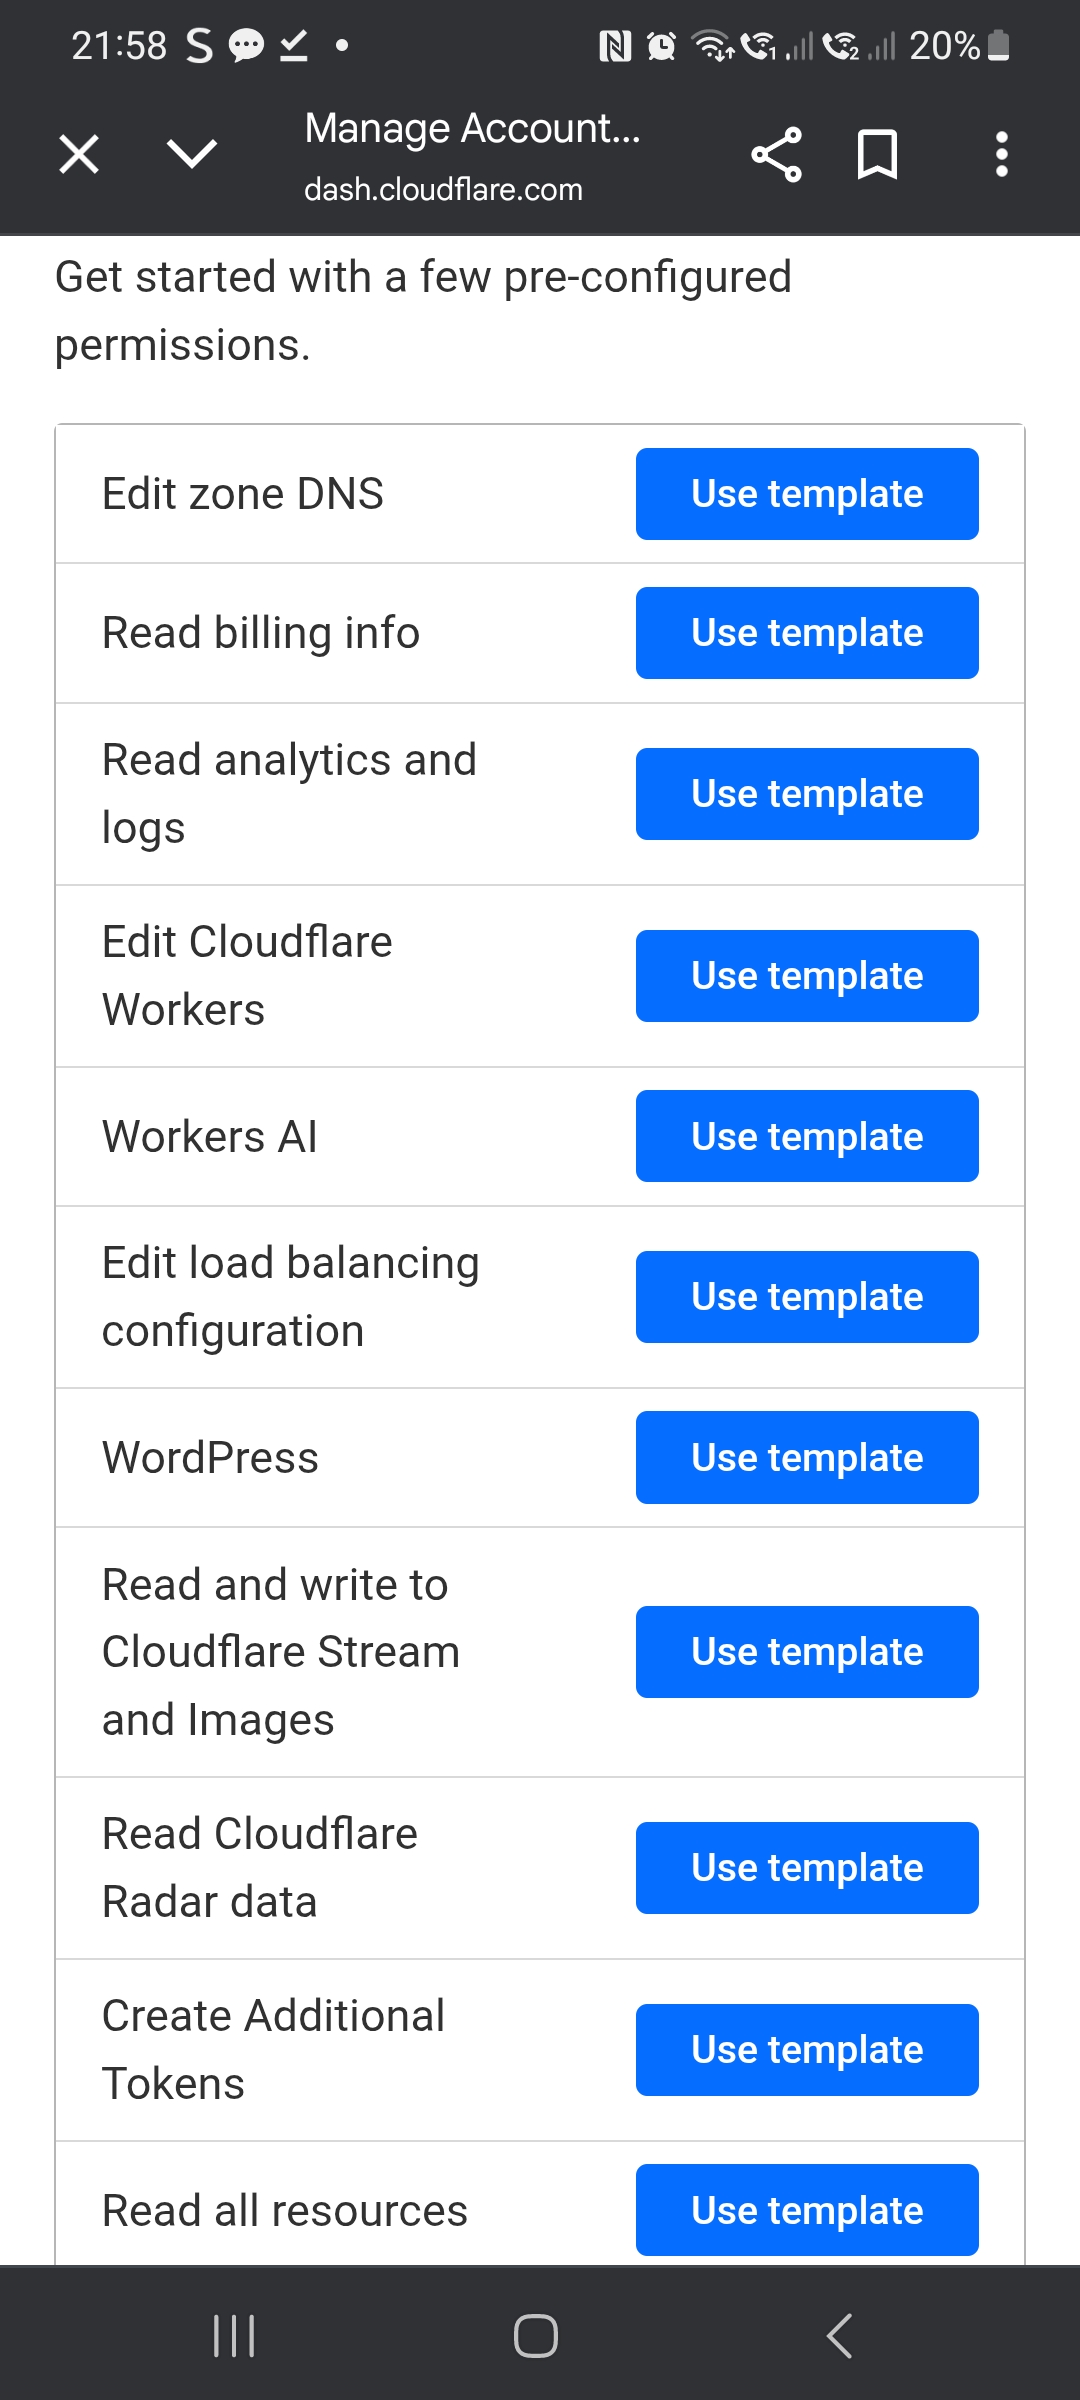 21:58
20%
Manage Account...
dash.cloudflare.com
Get started with a few pre-configured
permissions.
Edit zone DNS
Use template
Read billing info
Use template
Read analytics and
logs
Use template
Edit Cloudflare
Workers
Use template
Workers AI
Use template
Edit load balancing
configuration
Use template
WordPress
Use template
Read and write to
Cloudflare Stream
and Images
Use template
Read Cloudflare
Radar data
Use template
Create Additional
Tokens
Use template
Read all resources
Use template